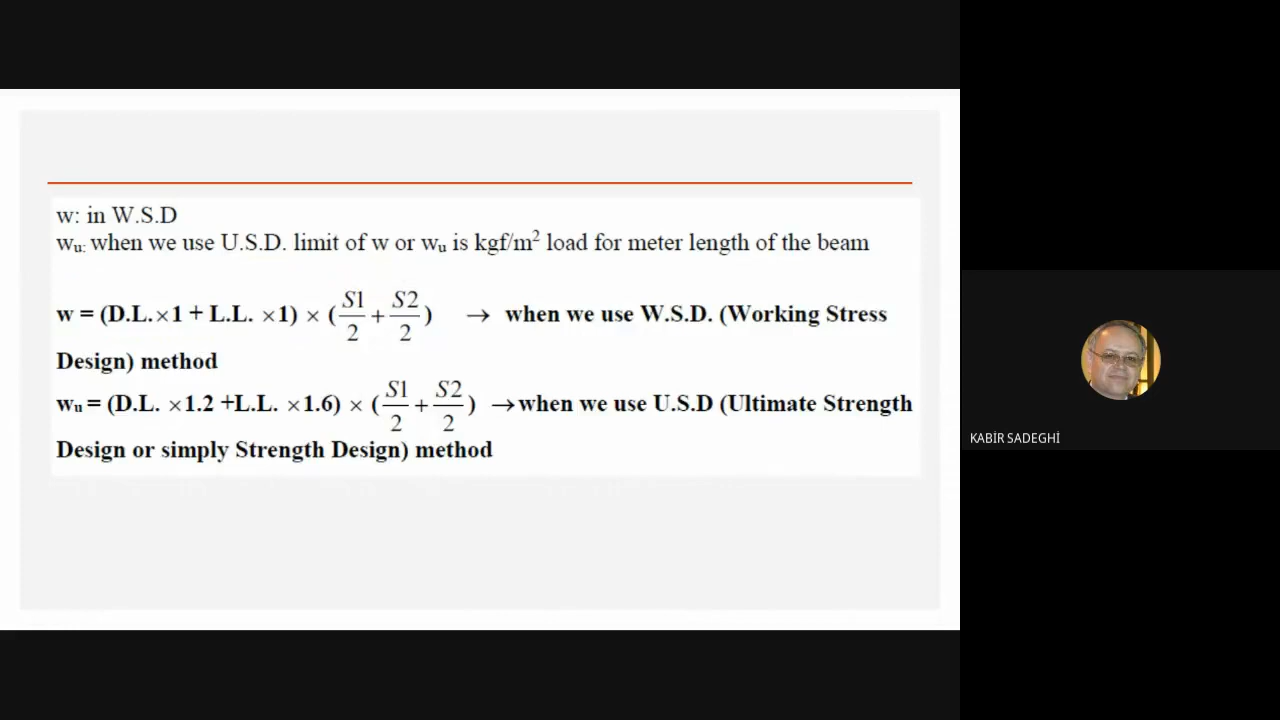 w: in W.S.D
wu: when we use U.S.D. limit of w or wu is kgf/m² load for meter length of the beam
w = (D.L.×1 + L.L. ×1) × (S1/2 + S2/2) → when we use W.S.D. (Working Stress
Design) method
wu = (D.L. ×1.2 +L.L. ×1.6) × (S1/2 + S2/2) →when we use U.S.D (Ultimate Strength
Design or simply Strength Design) method
KABİR SADEGHİ